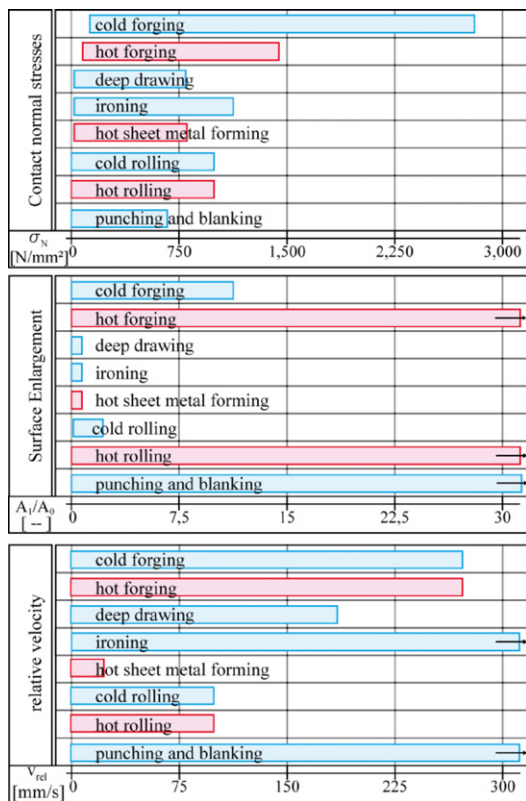 Contact normal stresses
cold forging
hot forging
deep drawing
ironing
hot sheet metal forming
cold rolling
hot rolling
punching and blanking
σN
[N/mm²]
0 750 1,500 2,250 3,000
Surface Enlargement
cold forging
hot forging
deep drawing
ironing
hot sheet metal forming
cold rolling
hot rolling
punching and blanking
A1/A0
[ -- ]
0 7,5 15 22,5 30
relative velocity
cold forging
hot forging
deep drawing
ironing
hot sheet metal forming
cold rolling
hot rolling
punching and blanking
vrel
[mm/s]
0 75 150 225 300